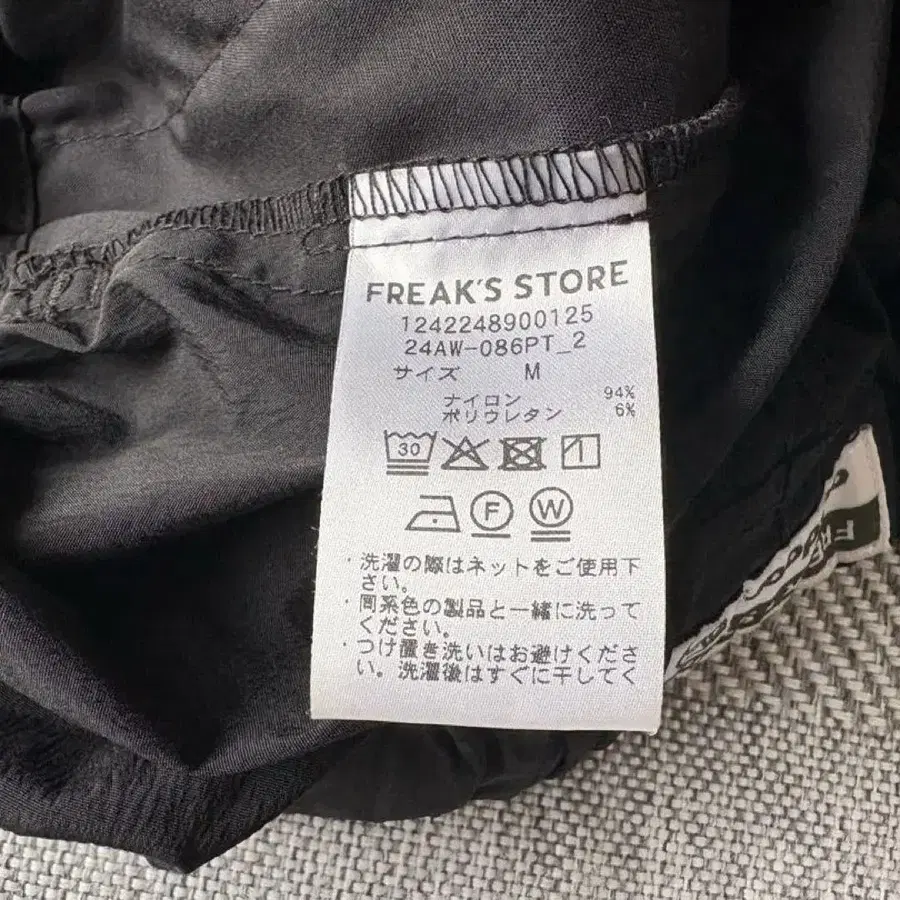 FREAK'S STORE
1242248900125
24AW-086PT_2
サイズ M
ナイロン 94%
ポリウレタン 6%
30
F
W
・洗濯の際はネットをご使用下
さい。
・同系色の製品と一緒に洗って
ください。
・つけ置き洗いはお避けくださ
い。洗濯後はすぐに干してく